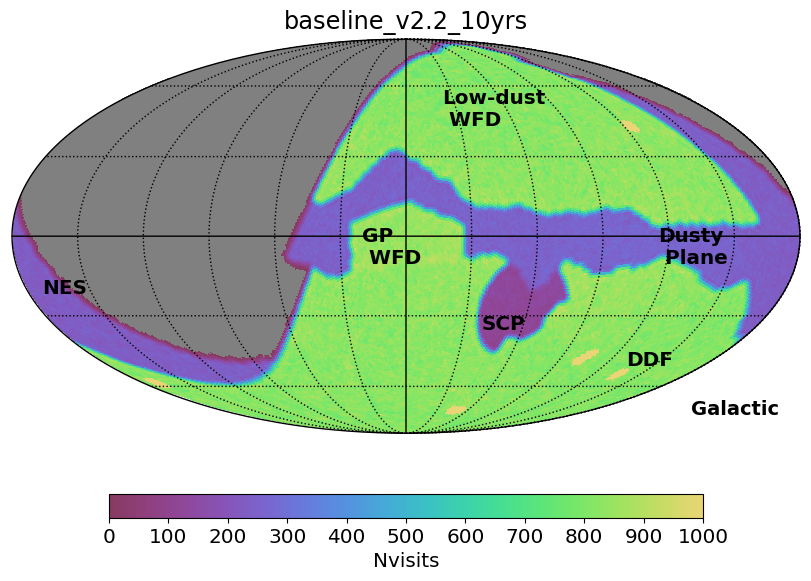 baseline_v2.2_10yrs
Low-dust
WFD
GP
WFD
Dusty
Plane
NES
SCP
DDF
Galactic
0 100 200 300 400 500 600 700 800 900 1000
Nvisits